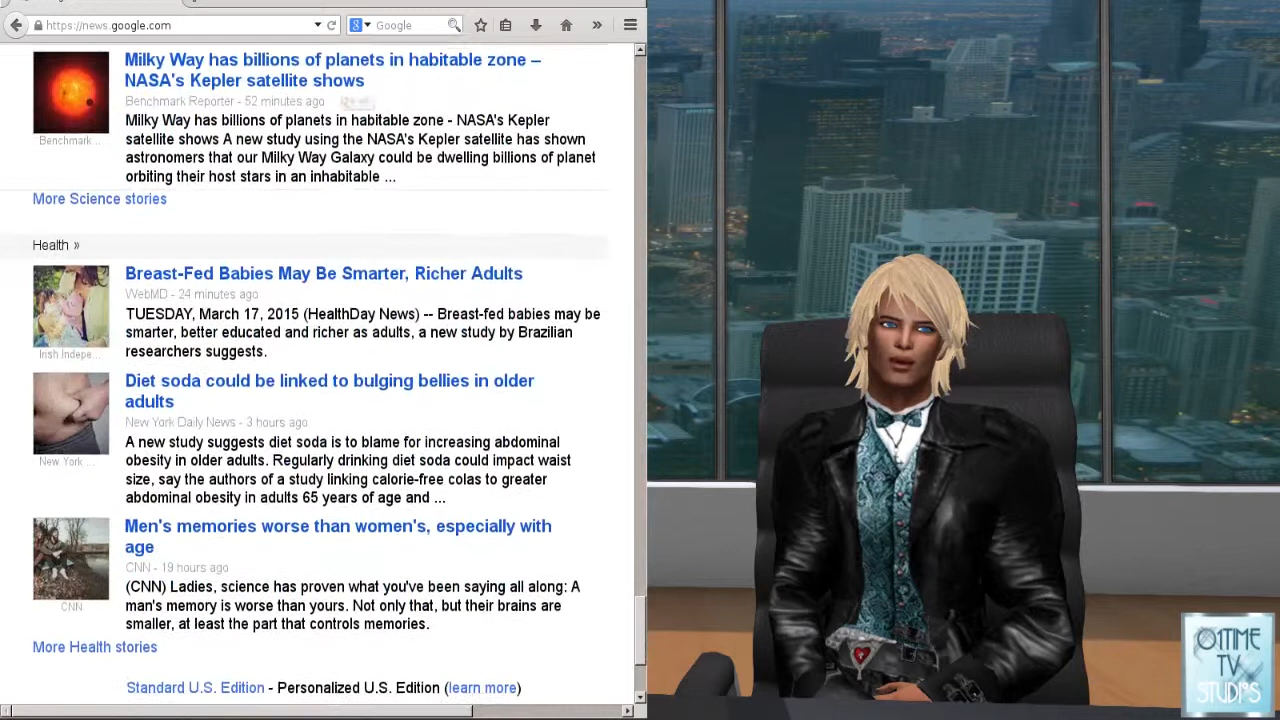 https://news.google.com
Google
Milky Way has billions of planets in habitable zone –
NASA's Kepler satellite shows
Benchmark Reporter - 52 minutes ago
Benchmark...
Milky Way has billions of planets in habitable zone - NASA's Kepler
satellite shows A new study using the NASA's Kepler satellite has shown
astronomers that our Milky Way Galaxy could be dwelling billions of planet
orbiting their host stars in an inhabitable ...
More Science stories
Health »
Breast-Fed Babies May Be Smarter, Richer Adults
WebMD - 24 minutes ago
TUESDAY, March 17, 2015 (HealthDay News) -- Breast-fed babies may be
smarter, better educated and richer as adults, a new study by Brazilian
researchers suggests.
Irish Indepe...
Diet soda could be linked to bulging bellies in older
adults
New York Daily News - 3 hours ago
A new study suggests diet soda is to blame for increasing abdominal
obesity in older adults. Regularly drinking diet soda could impact waist
size, say the authors of a study linking calorie-free colas to greater
abdominal obesity in adults 65 years of age and ...
New York ...
Men's memories worse than women's, especially with
age
CNN - 19 hours ago
(CNN) Ladies, science has proven what you've been saying all along: A
man's memory is worse than yours. Not only that, but their brains are
smaller, at least the part that controls memories.
CNN
More Health stories
Standard U.S. Edition - Personalized U.S. Edition (learn more)
O1TIME
TV
STUDIOS